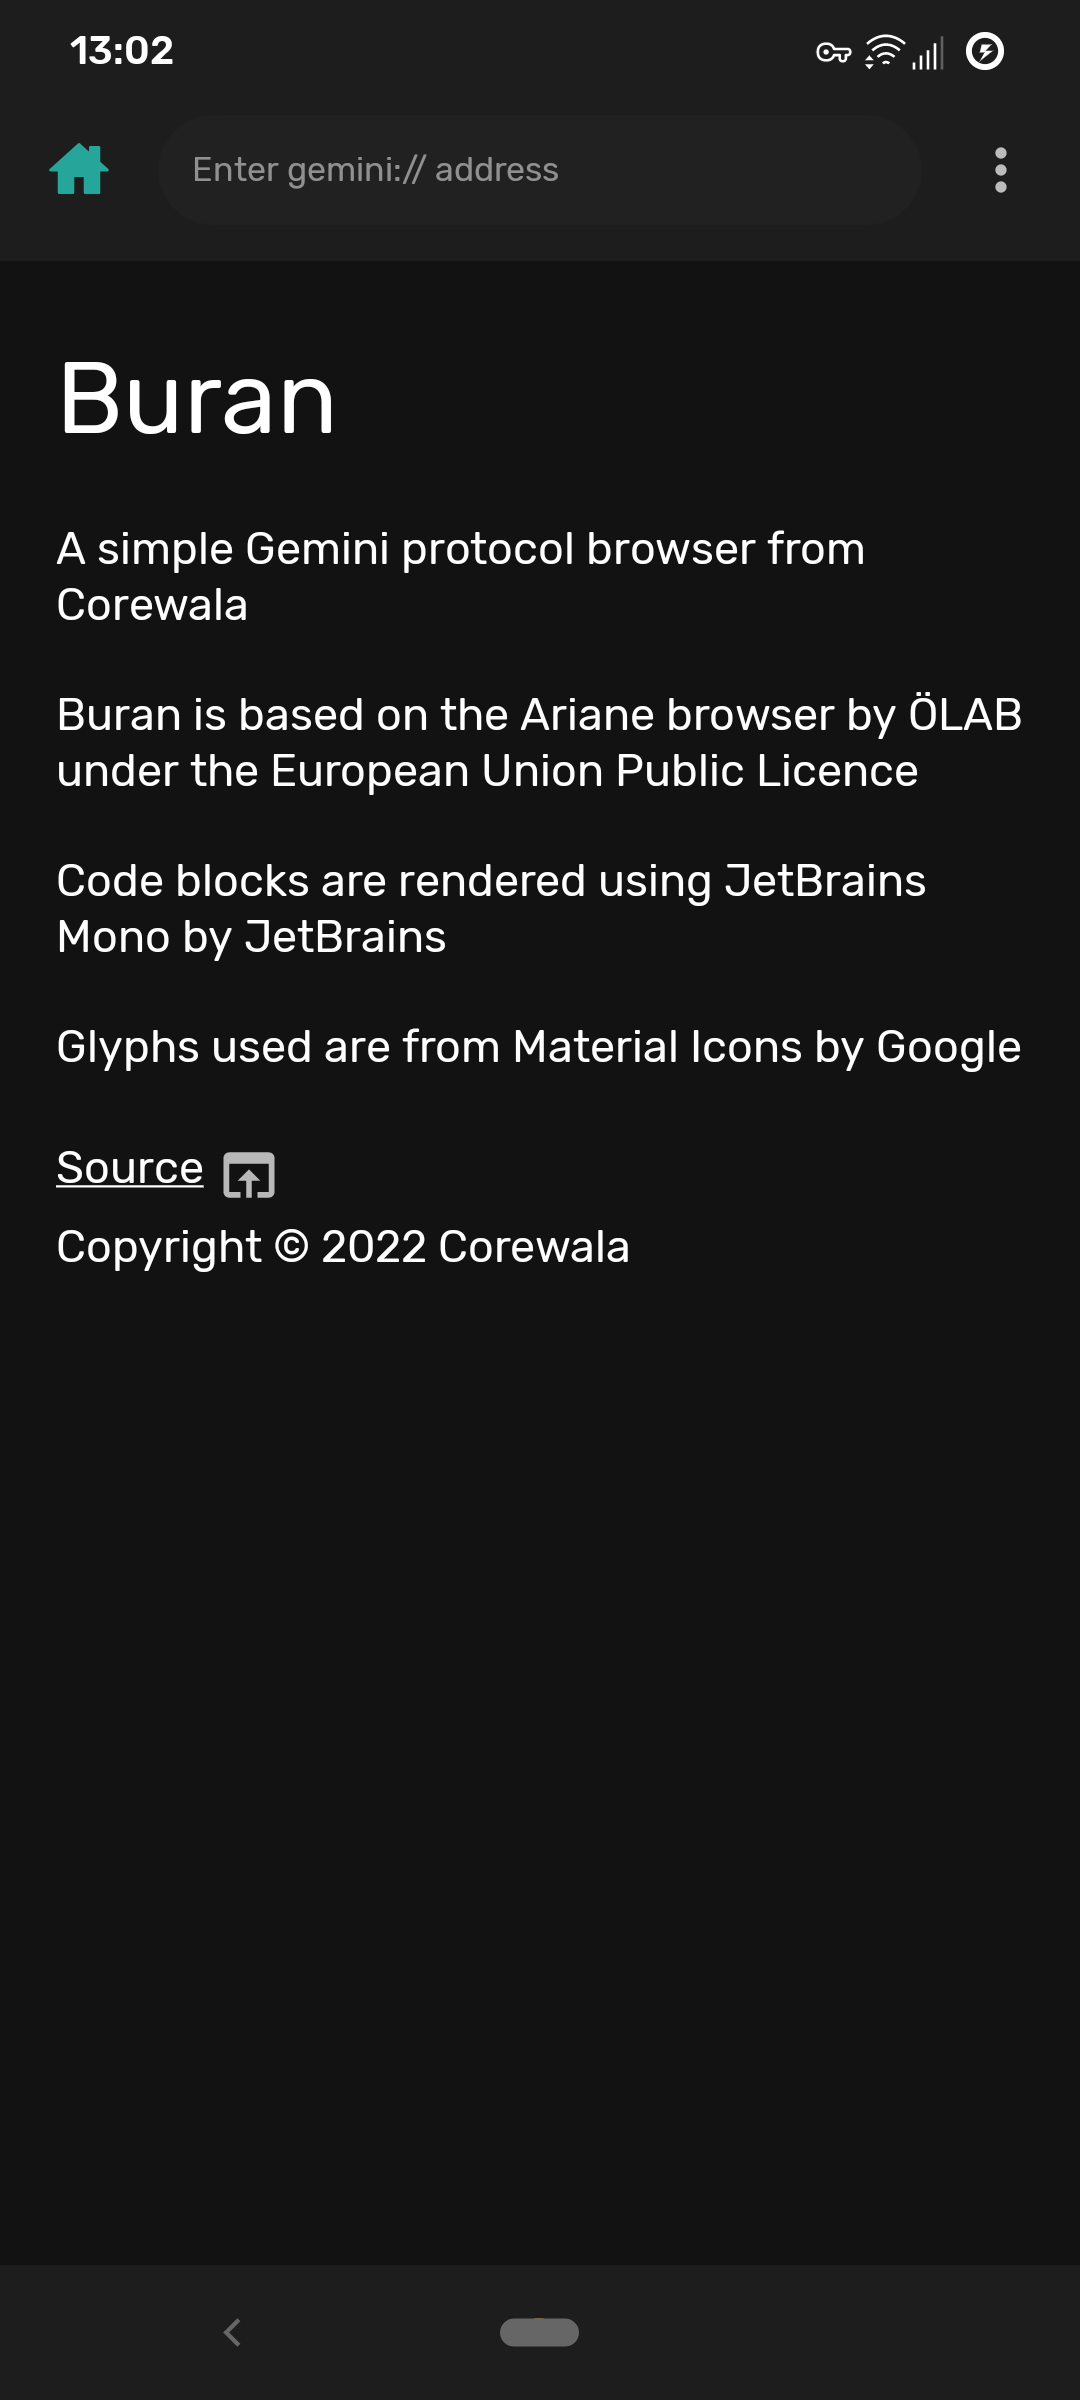 13:02
Enter gemini:// address
Buran
A simple Gemini protocol browser from
Corewala
Buran is based on the Ariane browser by ÖLAB
under the European Union Public Licence
Code blocks are rendered using JetBrains
Mono by JetBrains
Glyphs used are from Material Icons by Google
Source
Copyright © 2022 Corewala